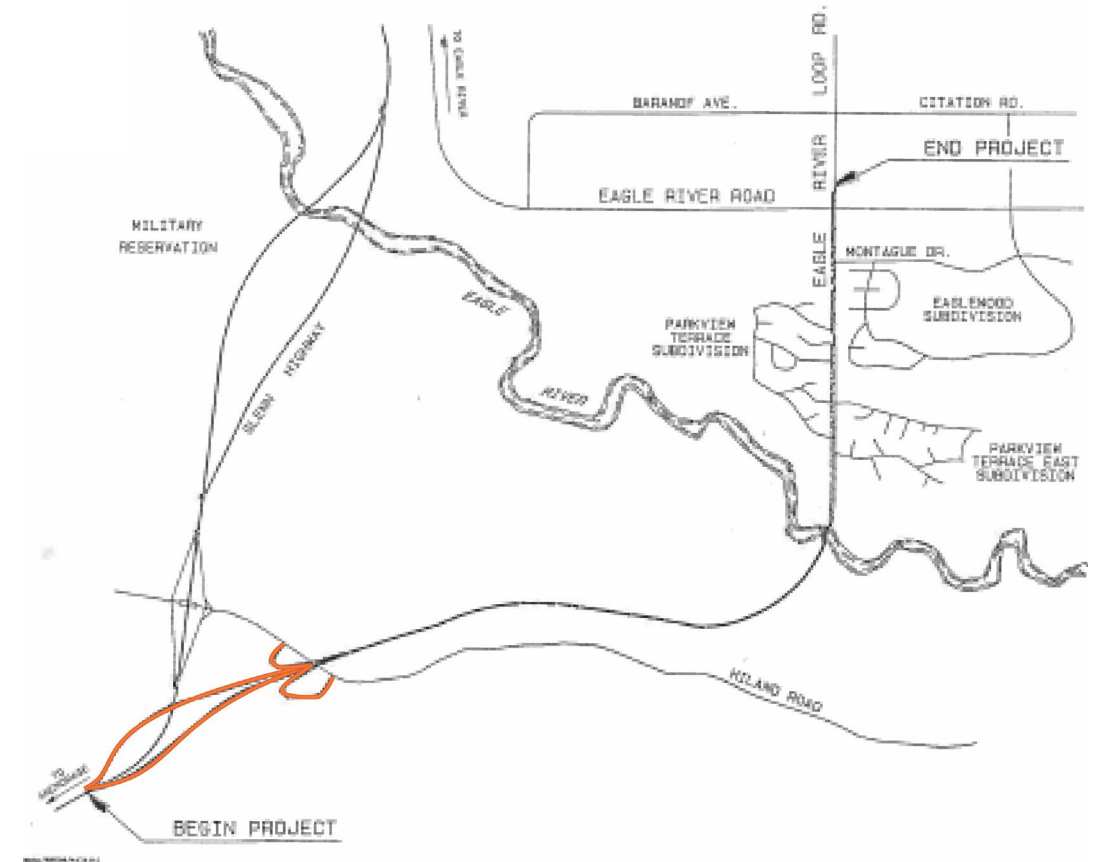 TO EAGLE RIVER
EAGLE RIVER LOOP RD.
BARANOF AVE.
CITATION RD.
END PROJECT
EAGLE RIVER ROAD
MILITARY
RESERVATION
MONTAGUE DR.
EAGLE
RIVER
EAGLEWOOD
SUBDIVISION
PARKVIEW
TERRACE
SUBDIVISION
GLENN HIGHWAY
PARKVIEW
TERRACE EAST
SUBDIVISION
HILAND ROAD
TO
ANCHORAGE
BEGIN PROJECT